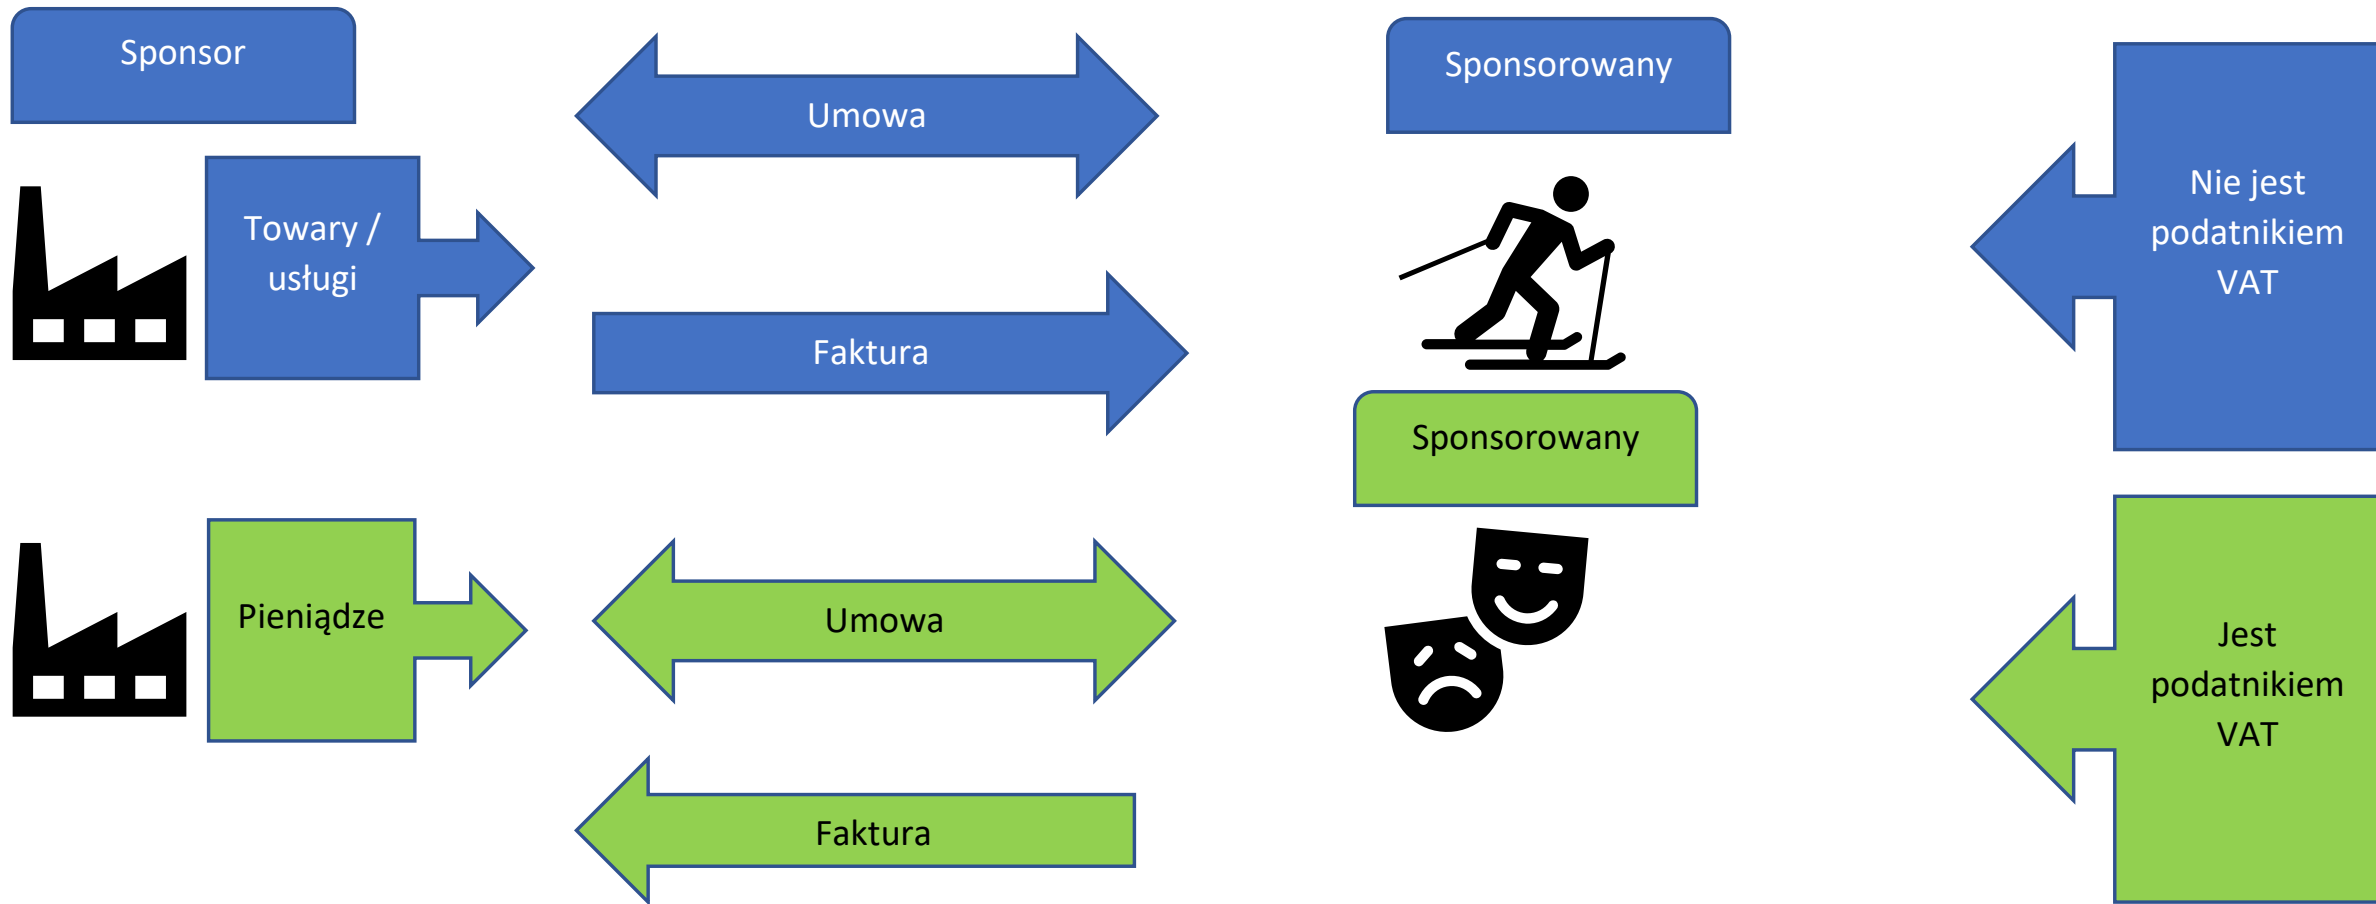 Sponsor
Umowa
Sponsorowany
Towary /
usługi
Faktura
Nie jest
podatnikiem
VAT
Sponsorowany
Pieniądze
Umowa
Faktura
Jest
podatnikiem
VAT